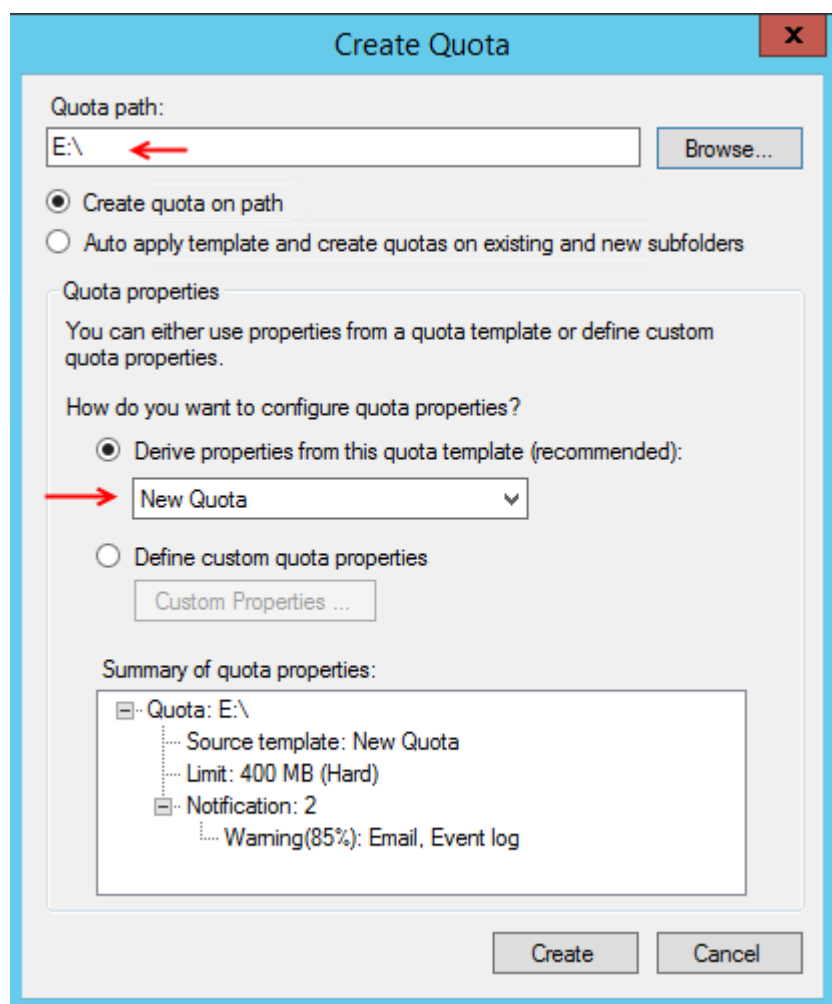 Create Quota
x
Quota path:
E:\
Browse...
Create quota on path
Auto apply template and create quotas on existing and new subfolders
Quota properties
You can either use properties from a quota template or define custom
quota properties.
How do you want to configure quota properties?
Derive properties from this quota template (recommended):
New Quota
Define custom quota properties
Custom Properties ...
Summary of quota properties:
Quota: E:\
Source template: New Quota
Limit: 400 MB (Hard)
Notification: 2
Warning(85%): Email, Event log
Create
Cancel